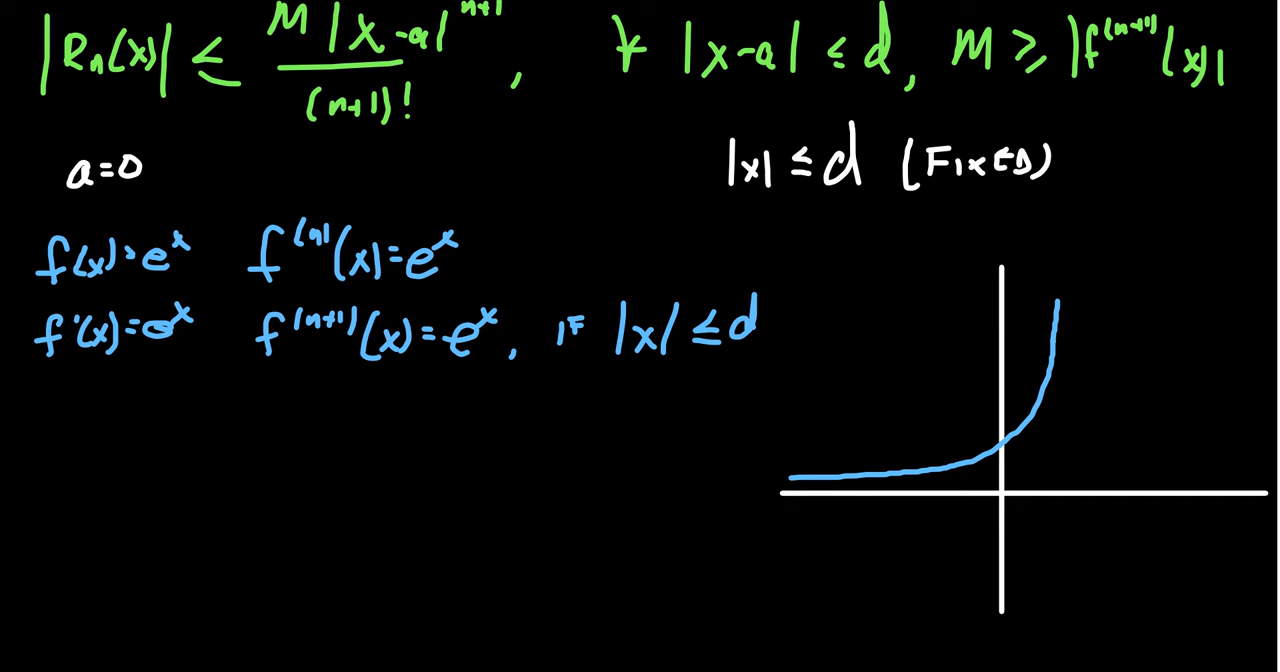 |Rn(x)| ≤ M|x-a|^{n+1} / (n+1)! , * |x-a| ≤ d, M ≥ |f^{(n+1)}(x)|
a=0 |x| ≤ d (FIXED)
f(x)=e^x f^{(n)}(x)=e^x
f'(x)=e^x f^{(n+1)}(x)=e^x, IF |x| ≤ d